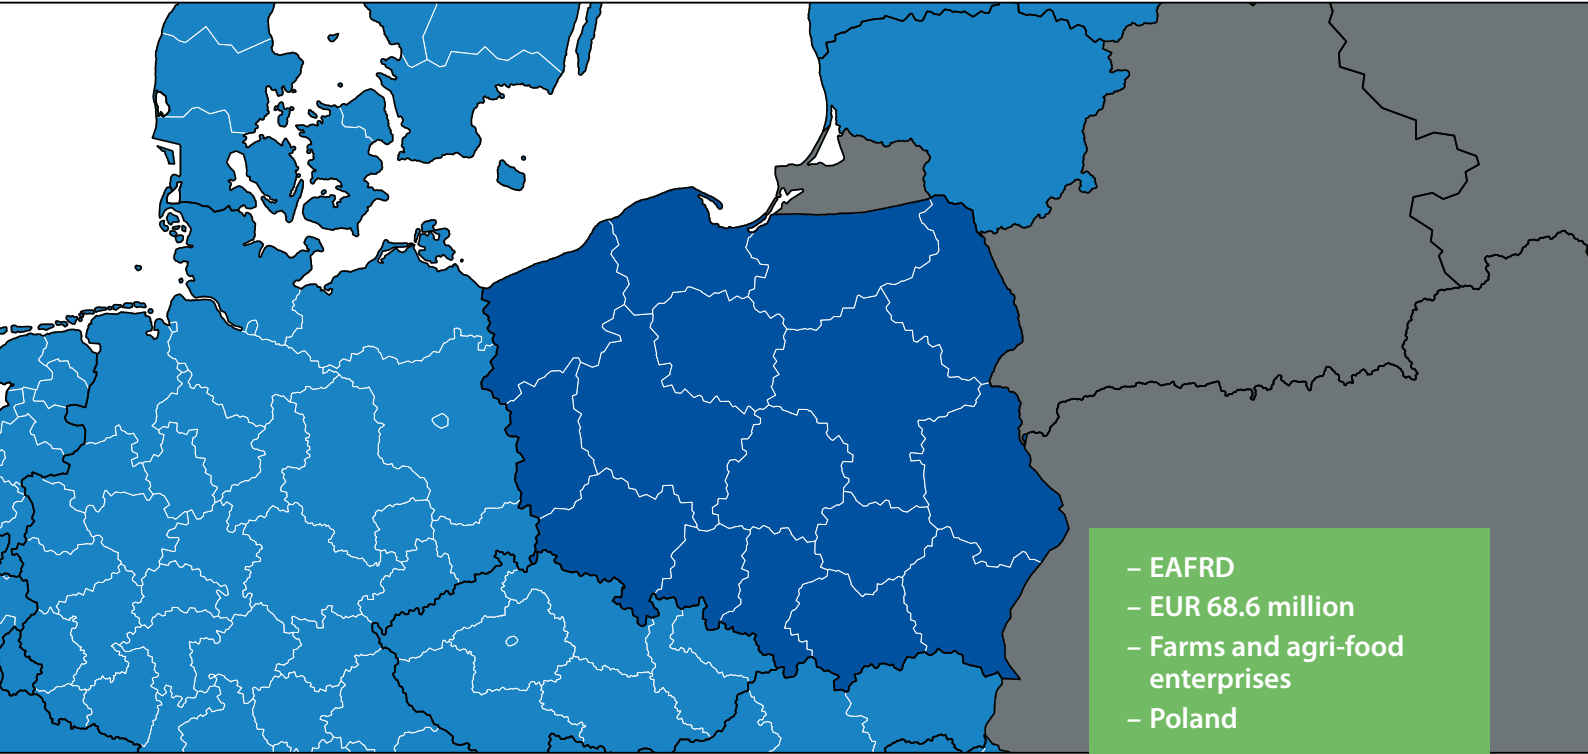 – EAFRD
– EUR 68.6 million
– Farms and agri-food
enterprises
– Poland